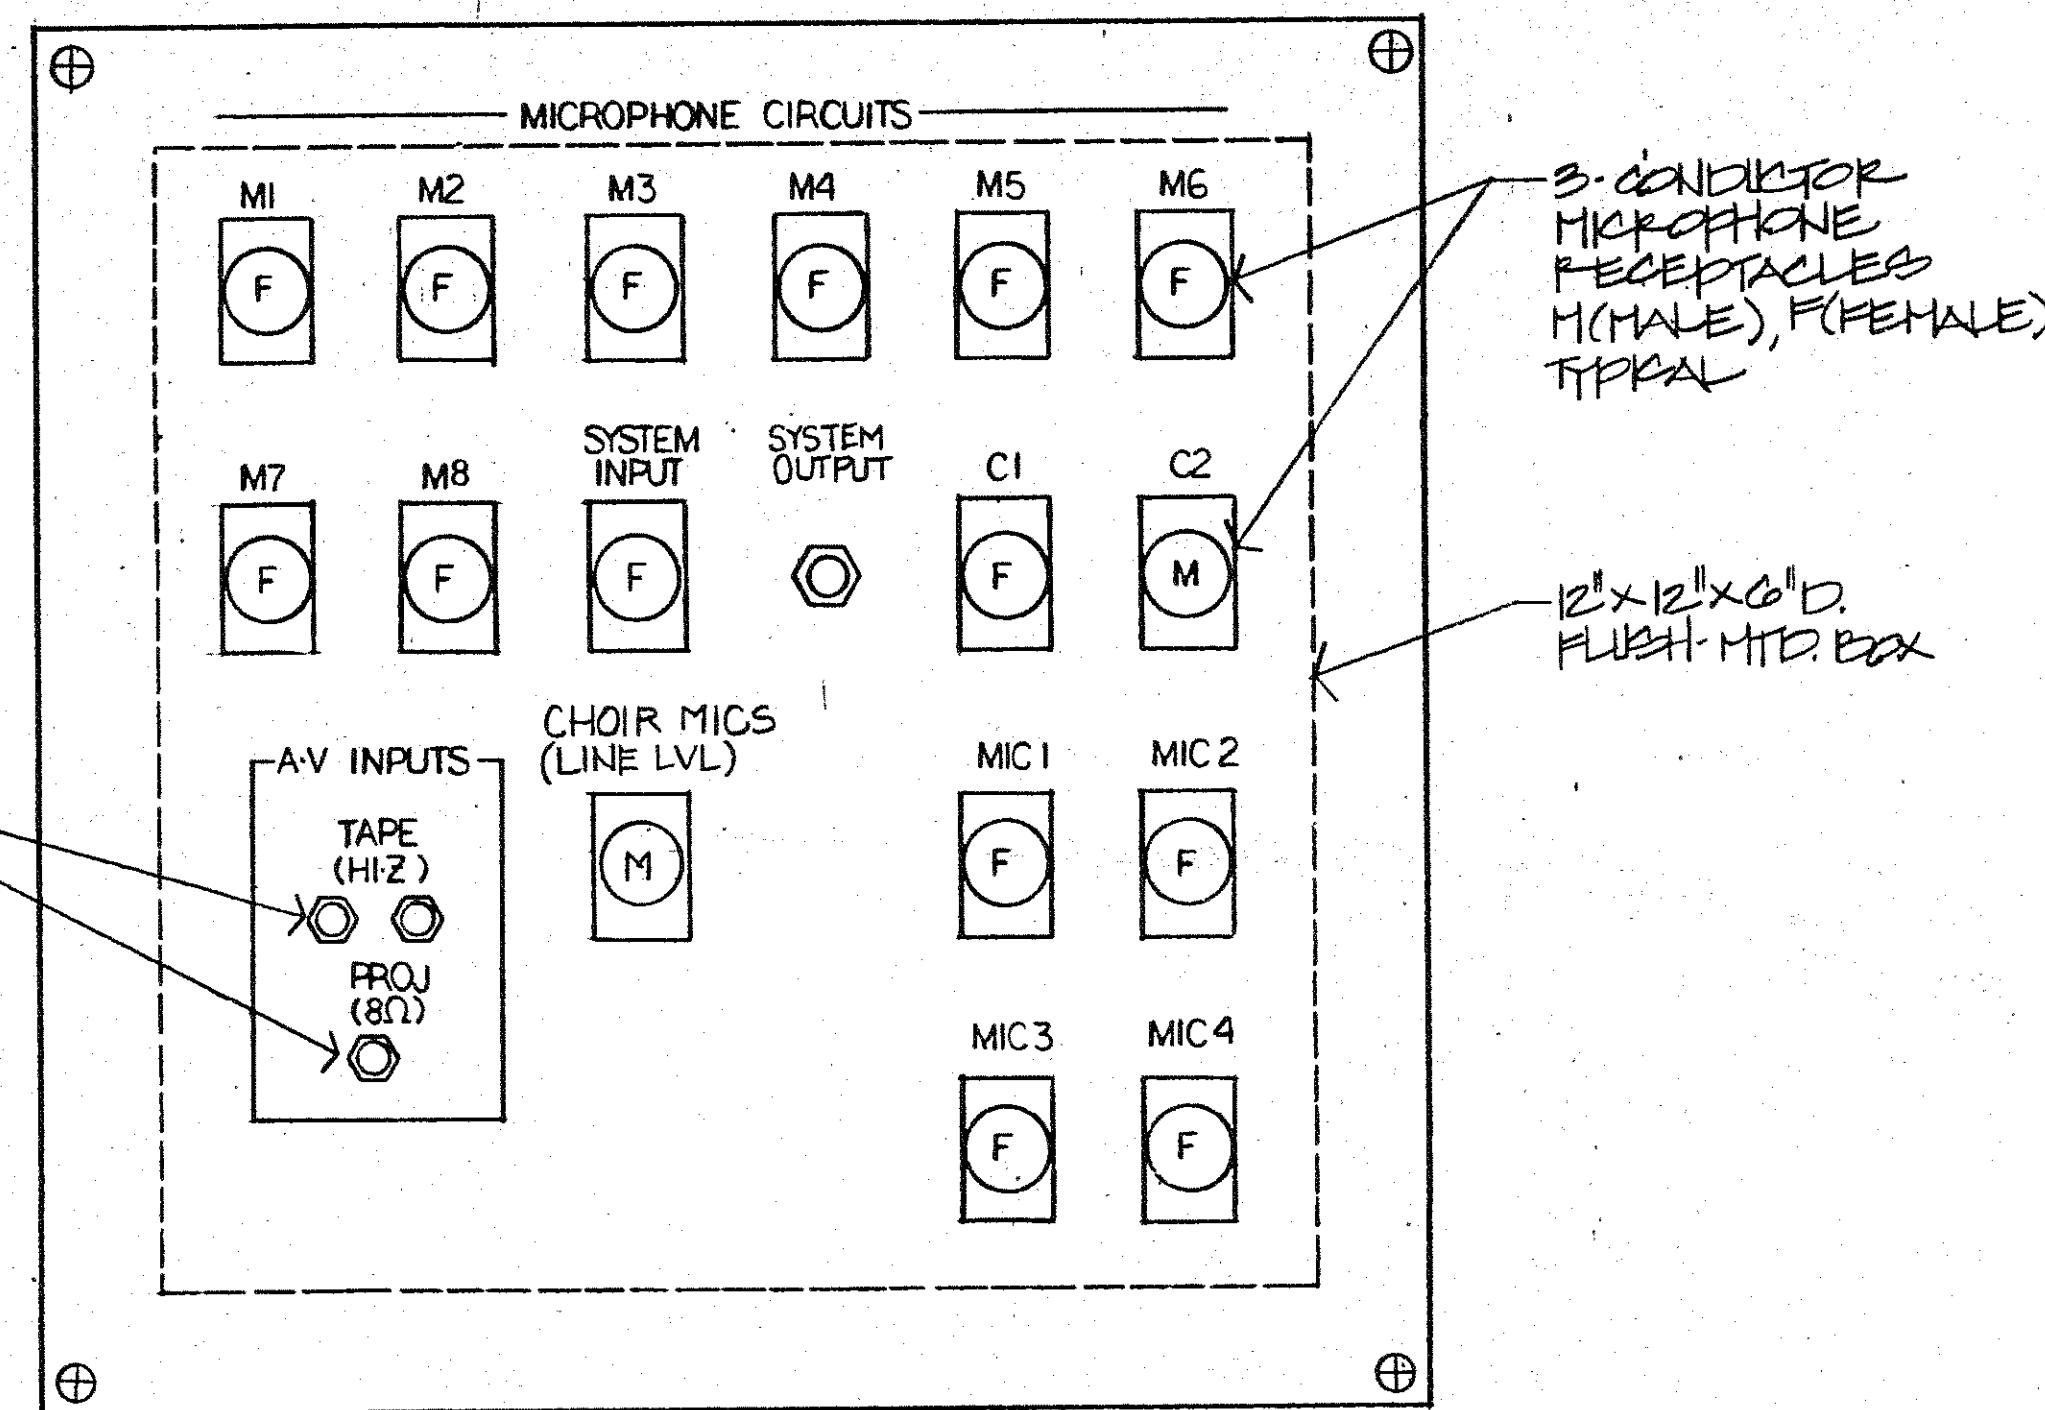 MICROPHONE CIRCUITS
M1 M2 M3 M4 M5 M6
F F F F F F
3-CONDUCTOR
MICROPHONE
RECEPTACLES
M(MALE), F(FEMALE)
TYPICAL
M7 M8 SYSTEM INPUT SYSTEM OUTPUT C1 C2
F F F F M
12"X12"X6"D.
FLUSH-MTD. BOX
A-V INPUTS
TAPE
(HI-Z)
PROJ
(8Ω)
CHOIR MICS
(LINE LVL)
M
MIC 1 MIC 2
F F
MIC 3 MIC 4
F F